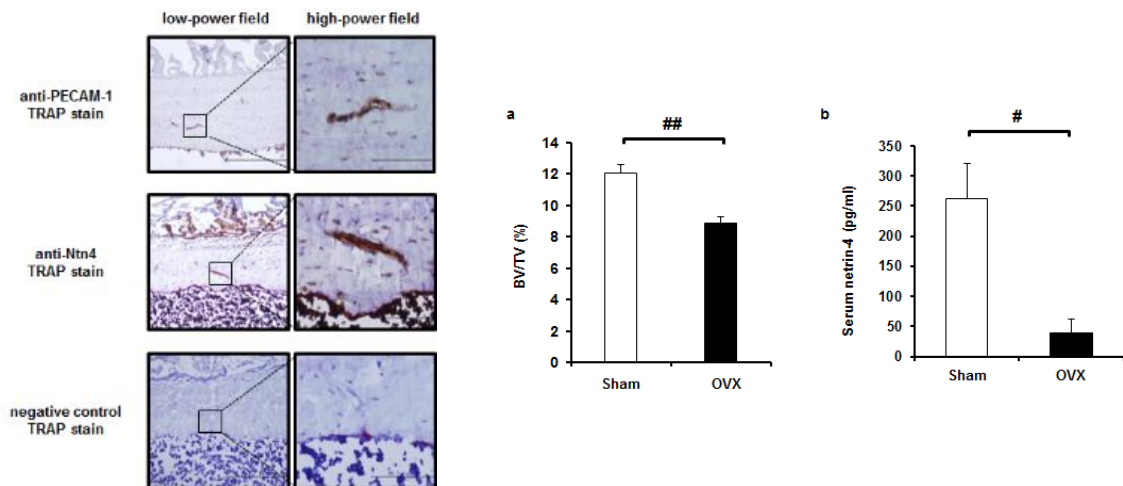 low-power field high-power field
anti-PECAM-1
TRAP stain
anti-Ntn4
TRAP stain
negative control
TRAP stain
a
##
BV/TV (%)
14
12
10
8
6
4
2
0
Sham OVX
b
#
Serum netrin-4 (pg/ml)
350
300
250
200
150
100
50
0
Sham OVX